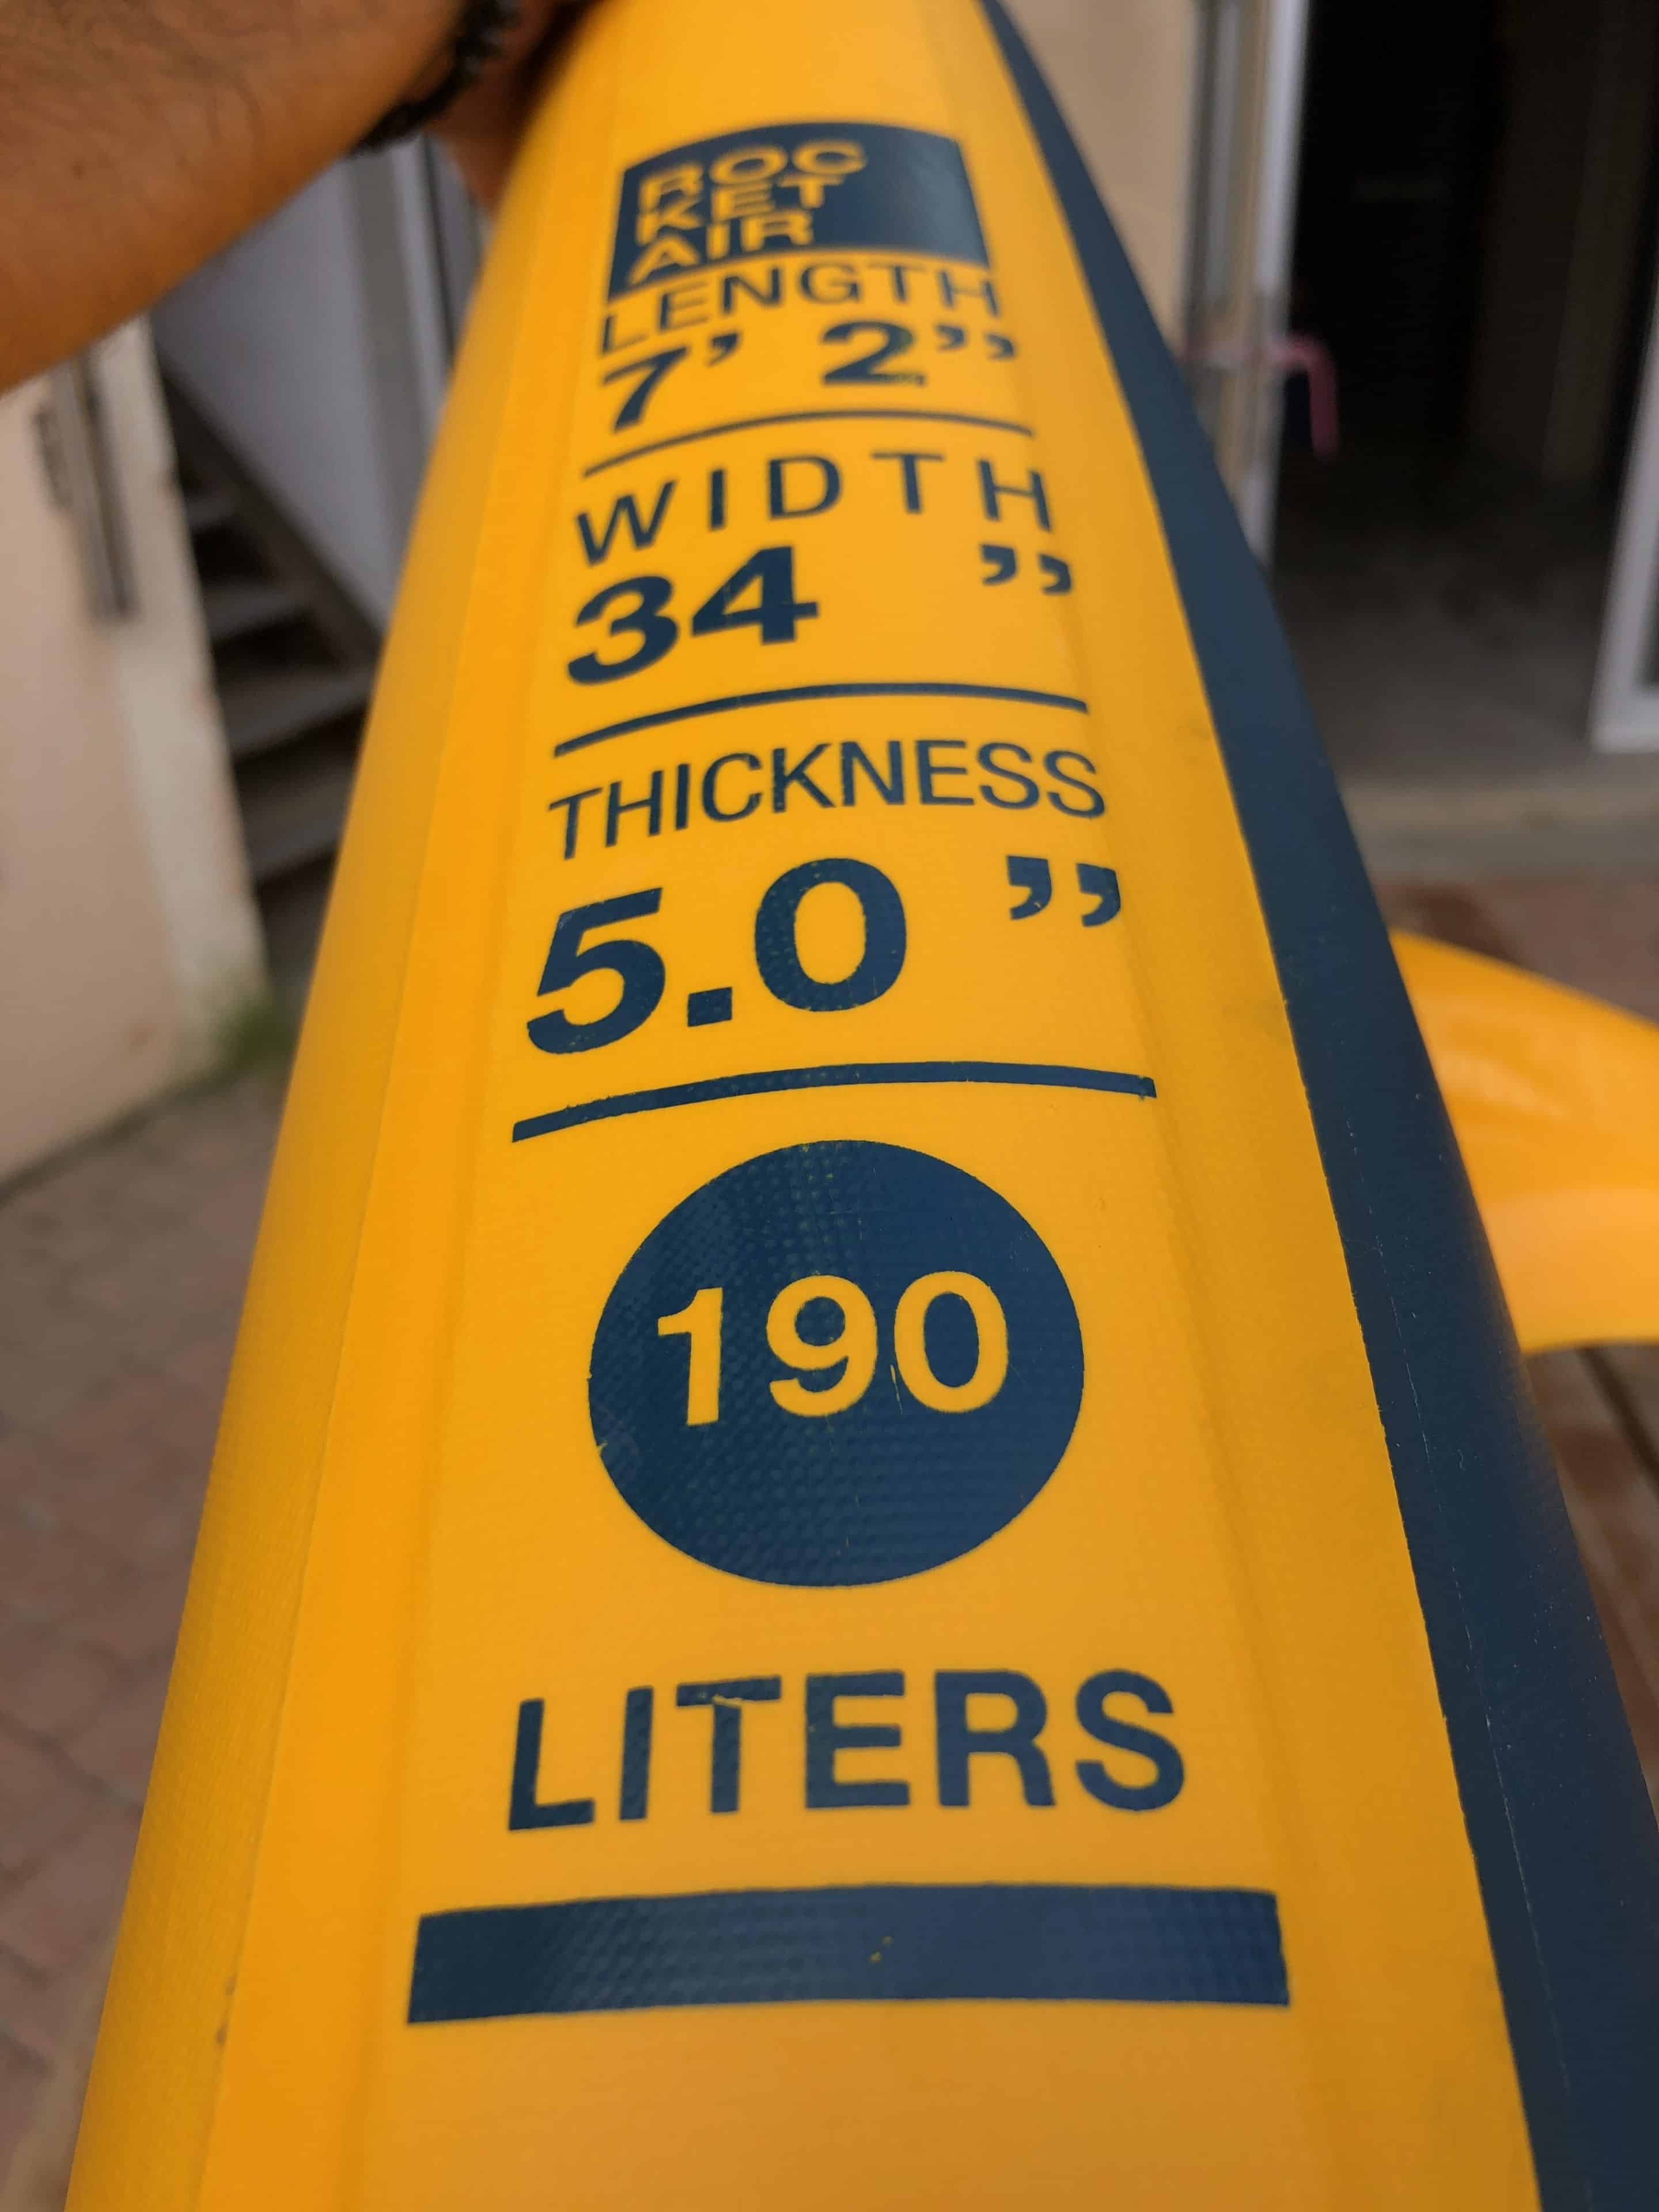 ROC
KET
AIR
LENGTH
7’ 2”
WIDTH
34 ”
THICKNESS
5.0 ”
190
LITERS